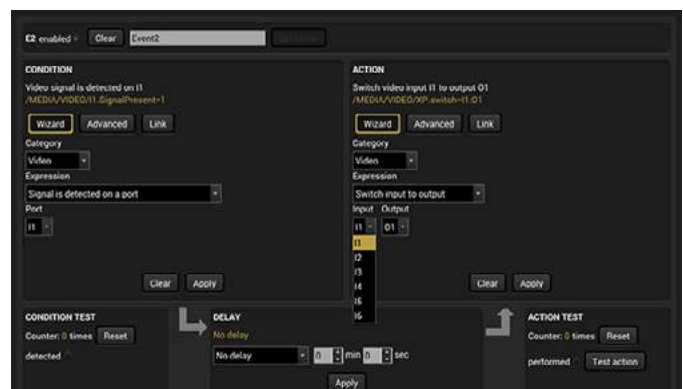 E2 enabled Clear Event2
CONDITION
Video signal is detected on I1
/MEDIA/VIDEO/I1.SignalPresent=1
Wizard Advanced Link
Category
Video
Expression
Signal is detected on a port
Port
I1
Clear Apply
ACTION
Switch video input I1 to output O1
/MEDIA/VIDEO/XP.switch=I1:O1
Wizard Advanced Link
Category
Video
Expression
Switch input to output
Input Output
I1 O1
I1
I2
I3
I4
I5
I6
Clear Apply
CONDITION TEST
Counter: 0 times Reset
detected
DELAY
No delay
No delay 0 min 0 sec
Apply
ACTION TEST
Counter: 0 times Reset
performed Test action